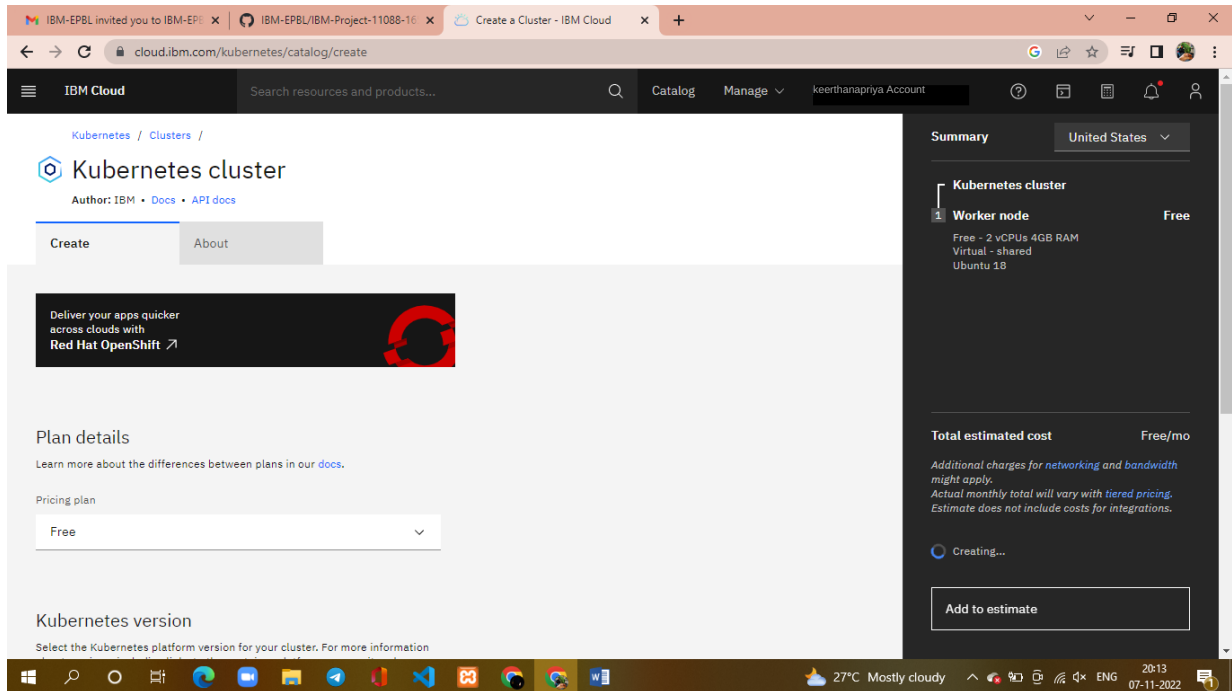 IBM-EPBL invited you to IBM-EPB
IBM-EPBL/IBM-Project-11088-16
Create a Cluster - IBM Cloud
cloud.ibm.com/kubernetes/catalog/create
IBM Cloud
Search resources and products...
Catalog
Manage
keerthanapriya Account
Kubernetes / Clusters /
Kubernetes cluster
Author: IBM • Docs • API docs
Create
About
Deliver your apps quicker
across clouds with
Red Hat OpenShift
Plan details
Learn more about the differences between plans in our docs.
Pricing plan
Free
Kubernetes version
Select the Kubernetes platform version for your cluster. For more information
Summary
United States
Kubernetes cluster
1 Worker node Free
Free - 2 vCPUs 4GB RAM
Virtual - shared
Ubuntu 18
Total estimated cost Free/mo
Additional charges for networking and bandwidth
might apply.
Actual monthly total will vary with tiered pricing.
Estimate does not include costs for integrations.
Creating...
Add to estimate
27°C Mostly cloudy
ENG
20:13
07-11-2022